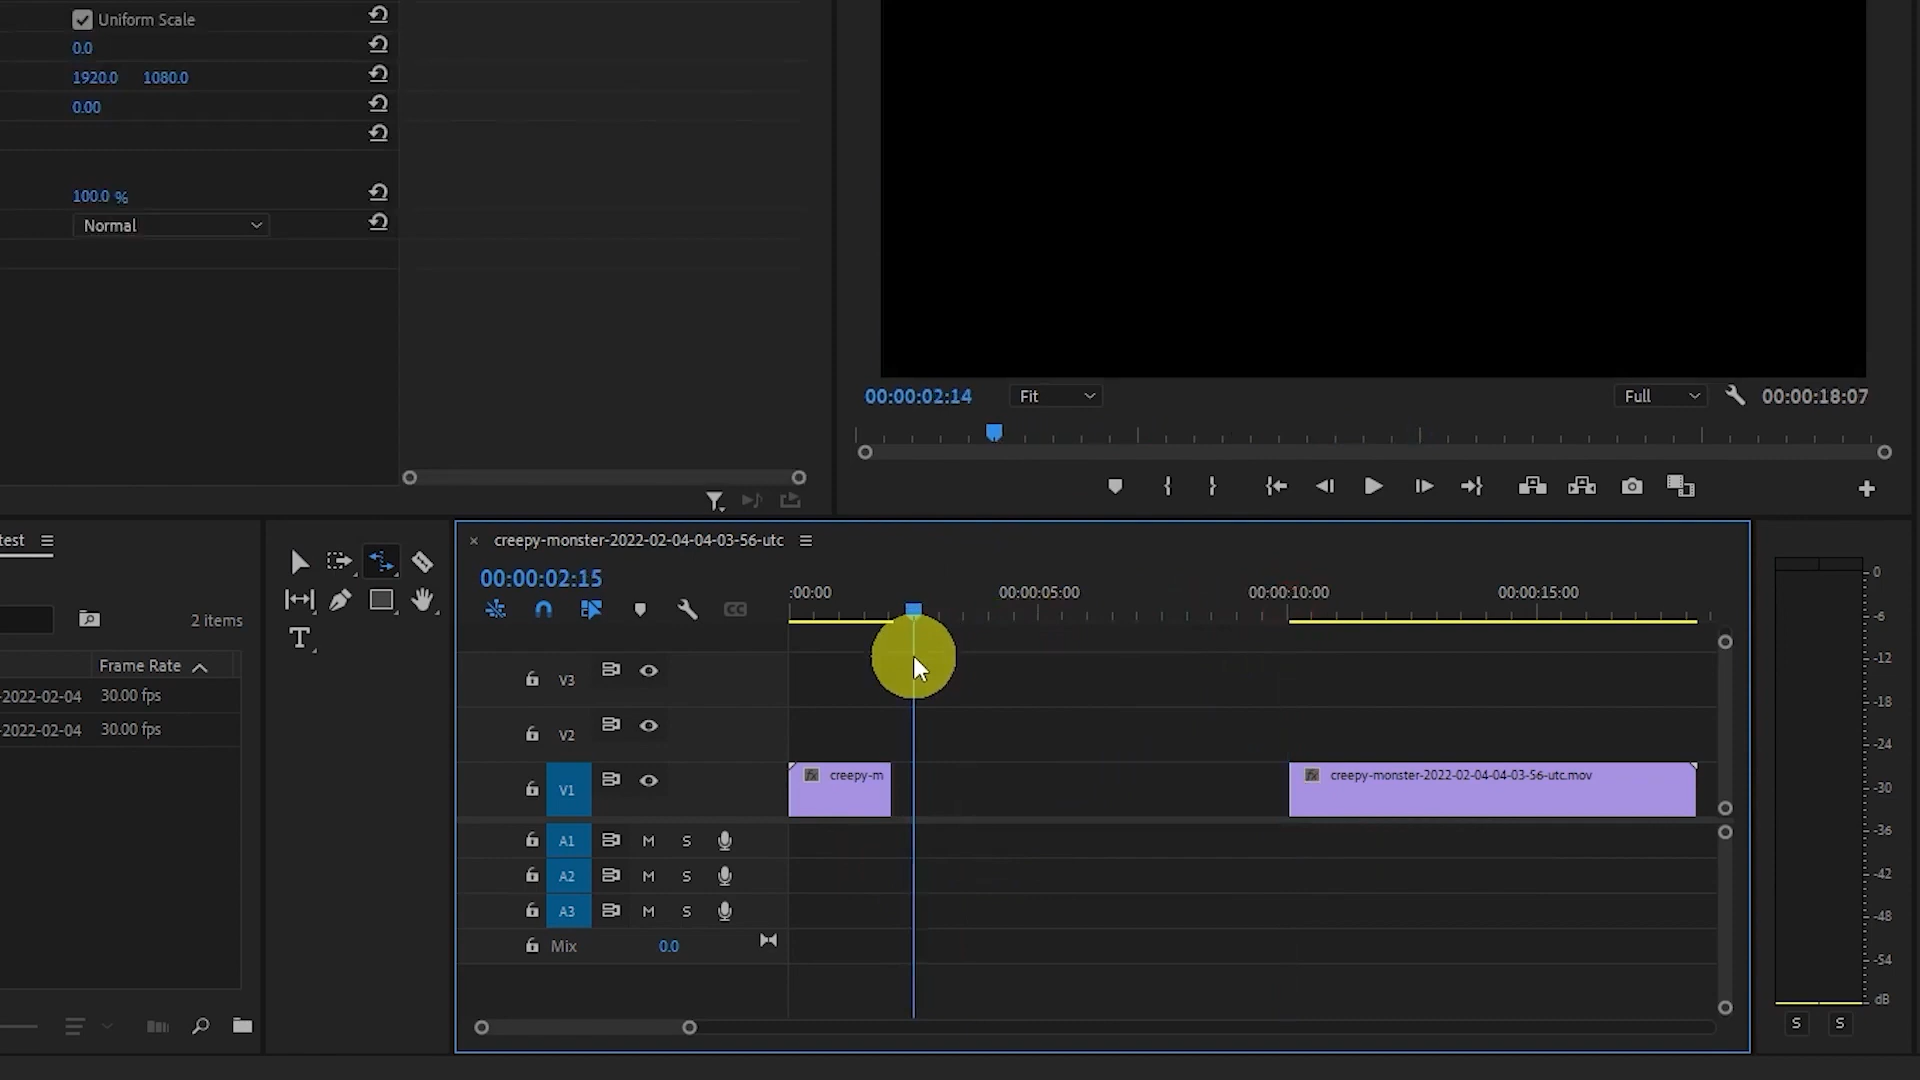 Uniform Scale
0.0
1920.0 1080.0
0.00
100.0 %
Normal
00:00:02:14 Fit Full 00:00:18:07
test
2 items
Frame Rate
-2022-02-04 30.00 fps
-2022-02-04 30.00 fps
T
× creepy-monster-2022-02-04-04-03-56-utc
00:00:02:15
:00:00 00:00:05:00 00:00:10:00 00:00:15:00
CC
V3
V2
V1 creepy-m creepy-monster-2022-02-04-04-03-56-utc.mov
A1 M S
A2 M S
A3 M S
Mix 0.0
0
-6
-12
-18
-24
-30
-36
-42
-48
-54
dB
S S